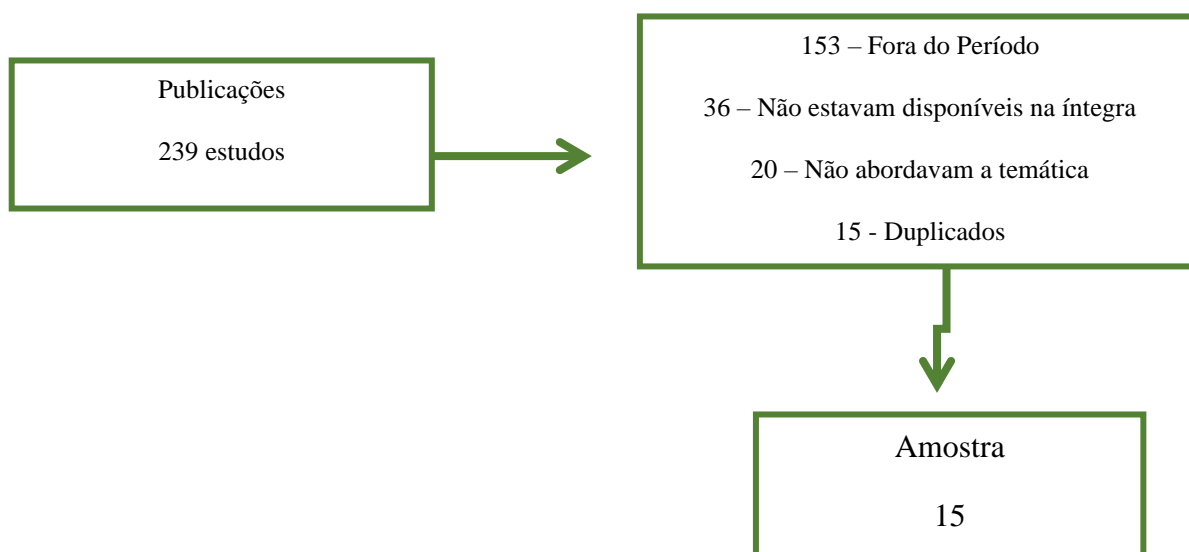 Publicações
239 estudos
153 – Fora do Período
36 – Não estavam disponíveis na íntegra
20 – Não abordavam a temática
15 - Duplicados
Amostra
15